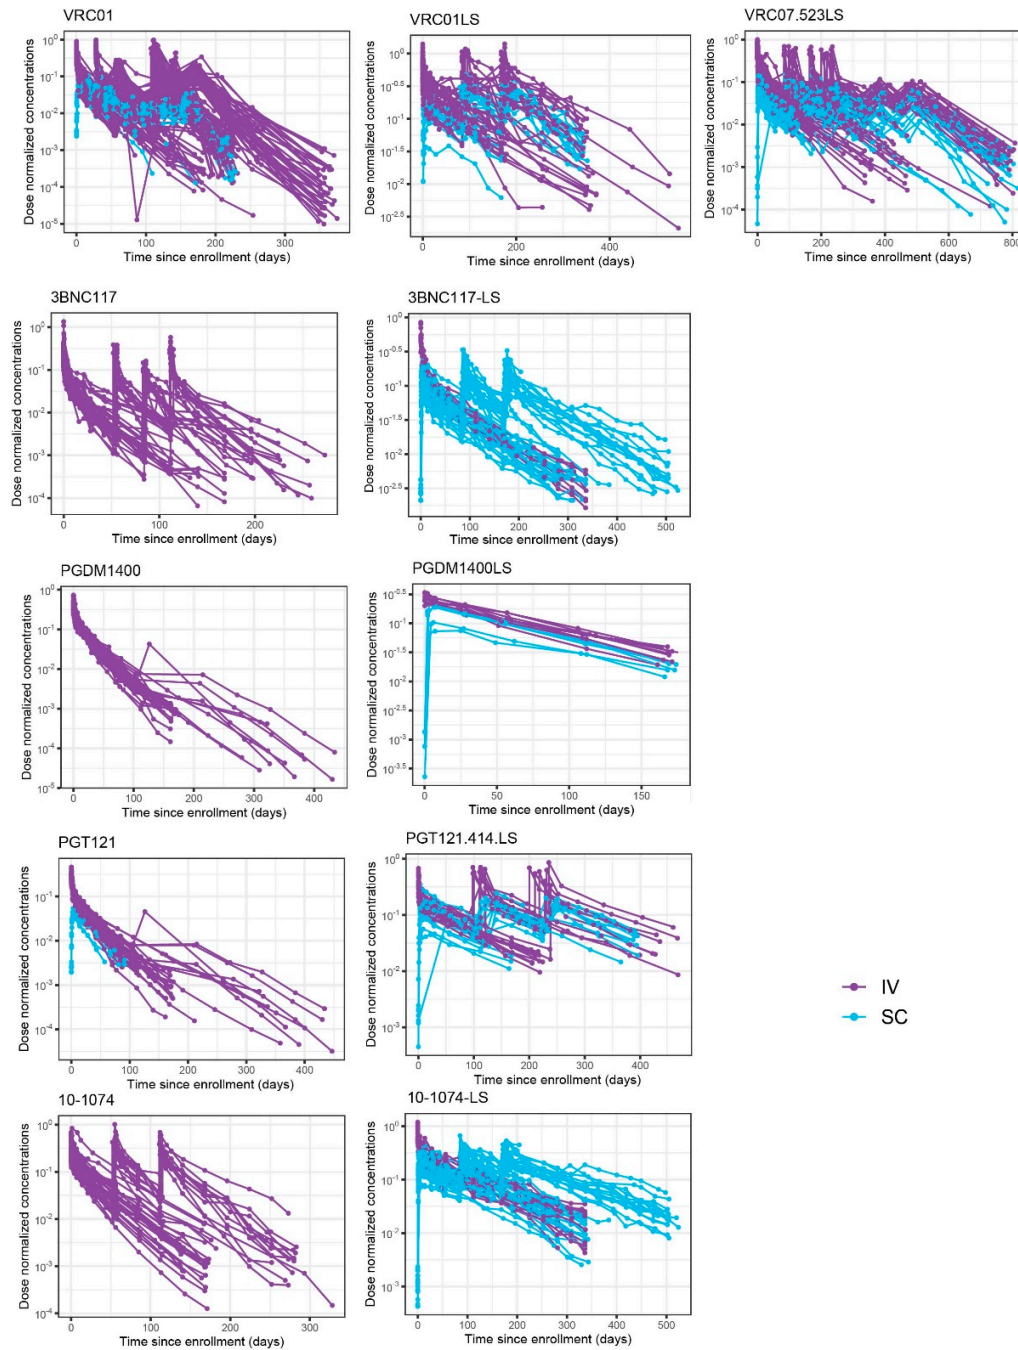 VRC01
Dose normalized concentrations
10^0
10^-1
10^-2
10^-3
10^-4
10^-5
0 100 200 300
Time since enrollment (days)
VRC01LS
Dose normalized concentrations
10^0
10^-0.5
10^-1
10^-1.5
10^-2
10^-2.5
0 200 400
Time since enrollment (days)
VRC07.523LS
Dose normalized concentrations
10^0
10^-1
10^-2
10^-3
10^-4
0 200 400 600 800
Time since enrollment (days)
3BNC117
Dose normalized concentrations
10^0
10^-1
10^-2
10^-3
10^-4
0 100 200
Time since enrollment (days)
3BNC117-LS
Dose normalized concentrations
10^0
10^-0.5
10^-1
10^-1.5
10^-2
10^-2.5
0 100 200 300 400 500
Time since enrollment (days)
PGDM1400
Dose normalized concentrations
10^0
10^-1
10^-2
10^-3
10^-4
10^-5
0 100 200 300 400
Time since enrollment (days)
PGDM1400LS
Dose normalized concentrations
10^-0.5
10^-1
10^-1.5
10^-2
10^-2.5
10^-3
10^-3.5
0 50 100 150
Time since enrollment (days)
PGT121
Dose normalized concentrations
10^-1
10^-2
10^-3
10^-4
0 100 200 300 400
Time since enrollment (days)
PGT121.414.LS
Dose normalized concentrations
10^0
10^-1
10^-2
10^-3
0 100 200 300 400
Time since enrollment (days)
IV
SC
10-1074
Dose normalized concentrations
10^0
10^-1
10^-2
10^-3
10^-4
0 100 200 300
Time since enrollment (days)
10-1074-LS
Dose normalized concentrations
10^0
10^-1
10^-2
10^-3
0 100 200 300 400 500
Time since enrollment (days)